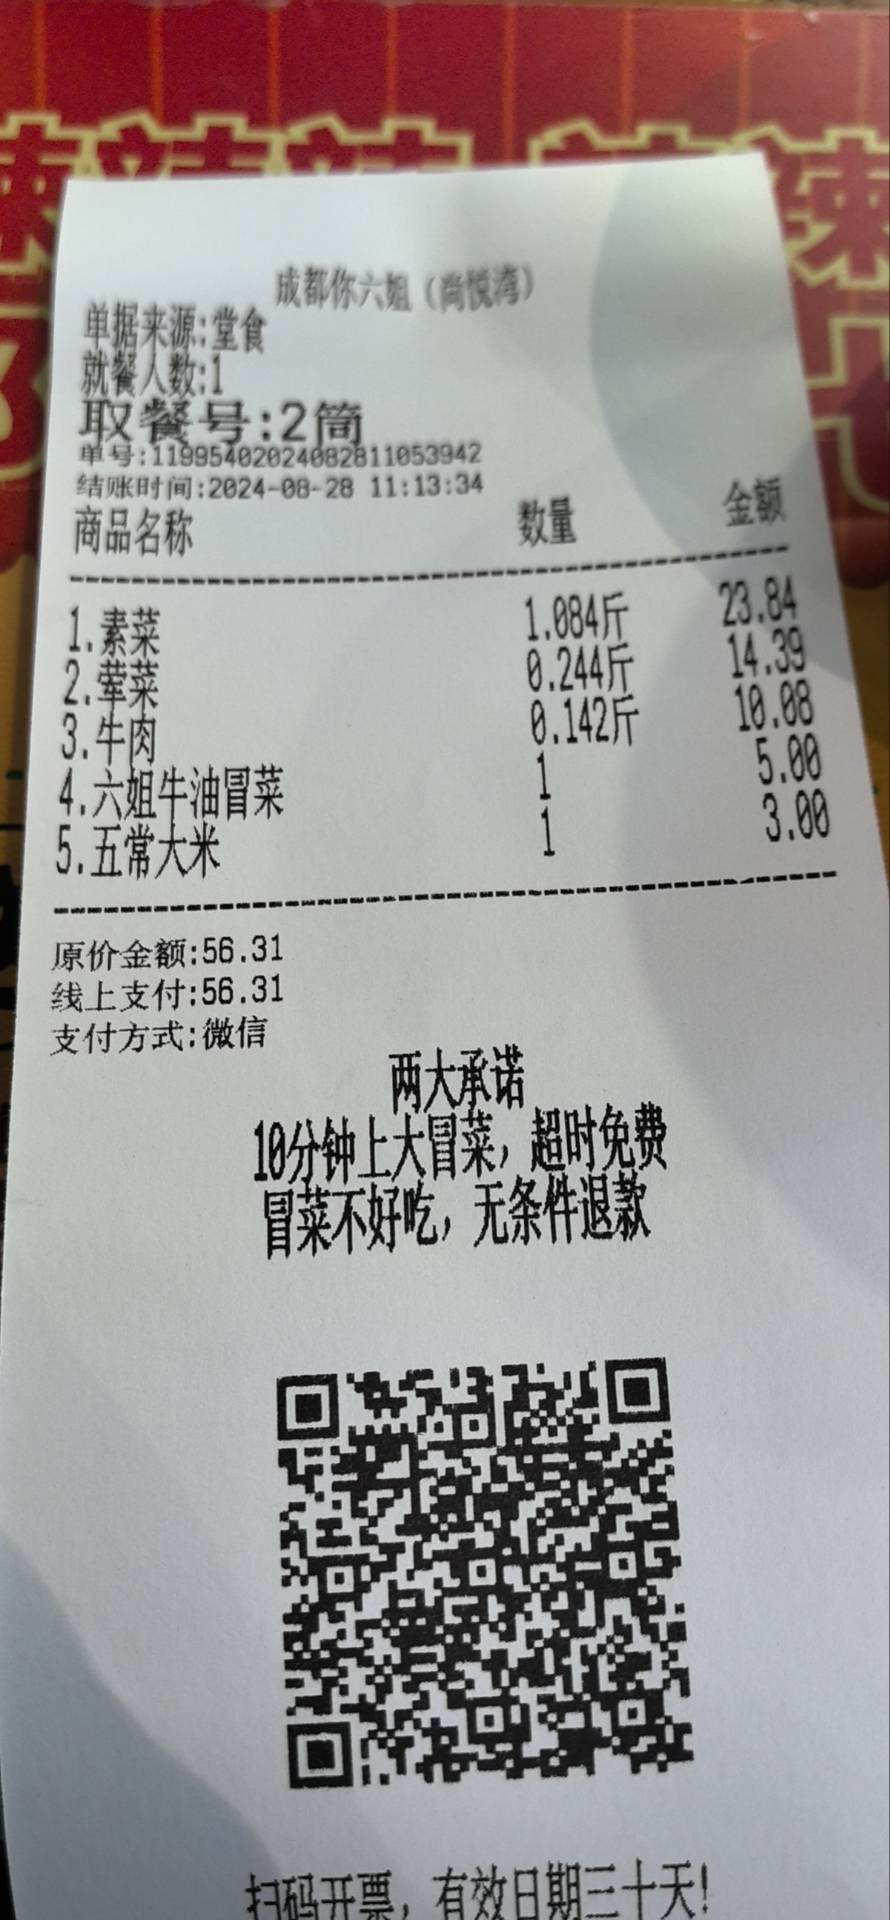 辣辣辣 辣辣
成都你六姐（尚悦湾）
单据来源:堂食
就餐人数:1
取餐号:2筒
单号:119954020240828110539​42
结账时间:2024-08-28 11:13:34
商品名称 数量 金额
1.素菜 1.084斤 23.84
2.荤菜 0.244斤 14.39
3.牛肉 0.142斤 10.08
4.六姐牛油冒菜 1 5.00
5.五常大米 1 3.00
原价金额:56.31
线上支付:56.31
支付方式:微信
两大承诺
10分钟上大冒菜，超时免费
冒菜不好吃，无条件退款
扫码开票，有效日期三十天!